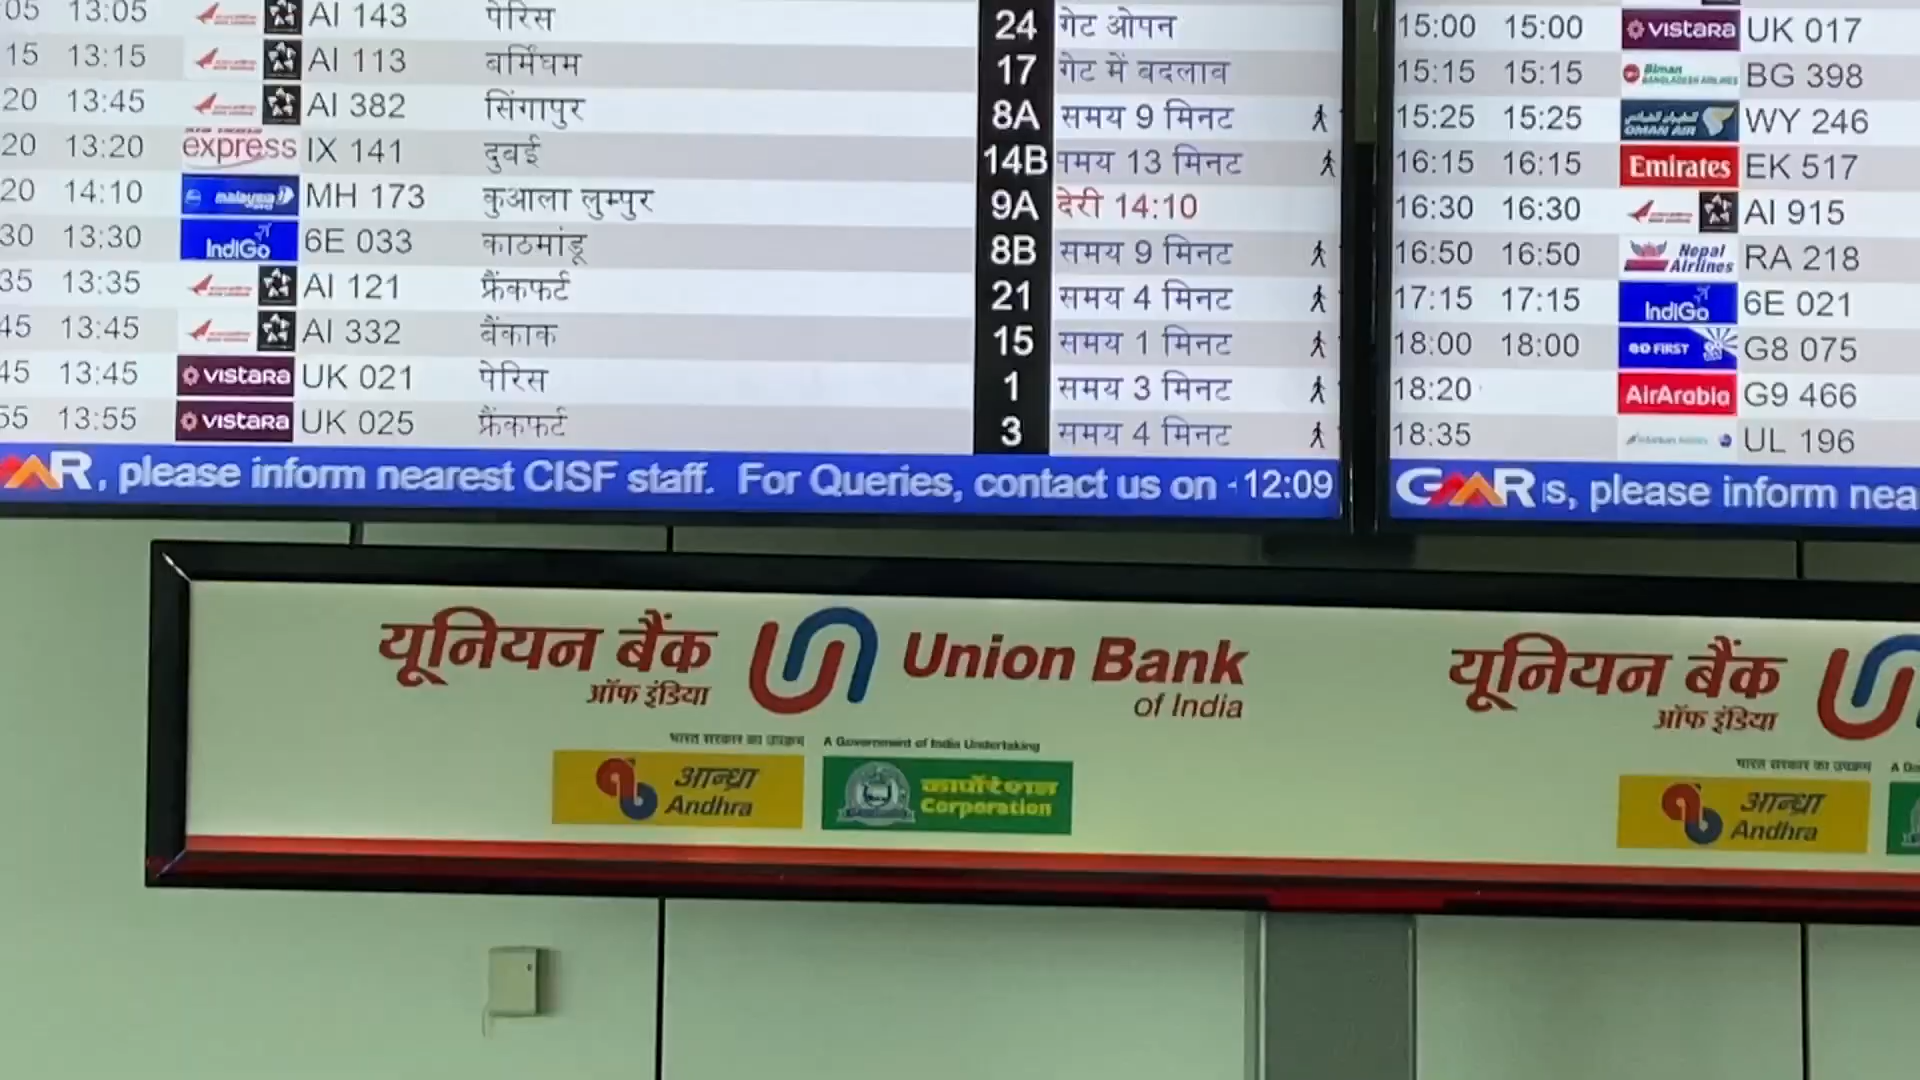 05 13:05 AI 143 पेरिस 24 गेट ओपन
15 13:15 AI 113 बर्मिंघम 17 गेट में बदलाव
20 13:45 AI 382 सिंगापुर 8A समय 9 मिनट
20 13:20 express IX 141 दुबई 14B समय 13 मिनट
20 14:10 malaysia MH 173 कुआला लुम्पुर 9A देरी 14:10
30 13:30 IndiGo 6E 033 काठमांडू 8B समय 9 मिनट
35 13:35 AI 121 फ्रैंकफर्ट 21 समय 4 मिनट
45 13:45 AI 332 बैंकाक 15 समय 1 मिनट
45 13:45 VISTARA UK 021 पेरिस 1 समय 3 मिनट
55 13:55 VISTARA UK 025 फ्रैंकफर्ट 3 समय 4 मिनट
GMR, please inform nearest CISF staff. For Queries, contact us on 12:09
15:00 15:00 VISTARA UK 017
15:15 15:15 Biman BANGLADESH AIRLINES BG 398
15:25 15:25 OMAN AIR WY 246
16:15 16:15 Emirates EK 517
16:30 16:30 AI 915
16:50 16:50 Nepal Airlines RA 218
17:15 17:15 IndiGo 6E 021
18:00 18:00 GO FIRST G8 075
18:20 AirArabia G9 466
18:35 UL 196
GMR s, please inform nea
यूनियन बैंक Union Bank
ऑफ इंडिया of India
भारत सरकार का उपक्रम A Government of India Undertaking
आन्ध्रा कार्पोरेशन
Andhra Corporation
यूनियन बैंक
ऑफ इंडिया
भारत सरकार का उपक्रम
आन्ध्रा
Andhra